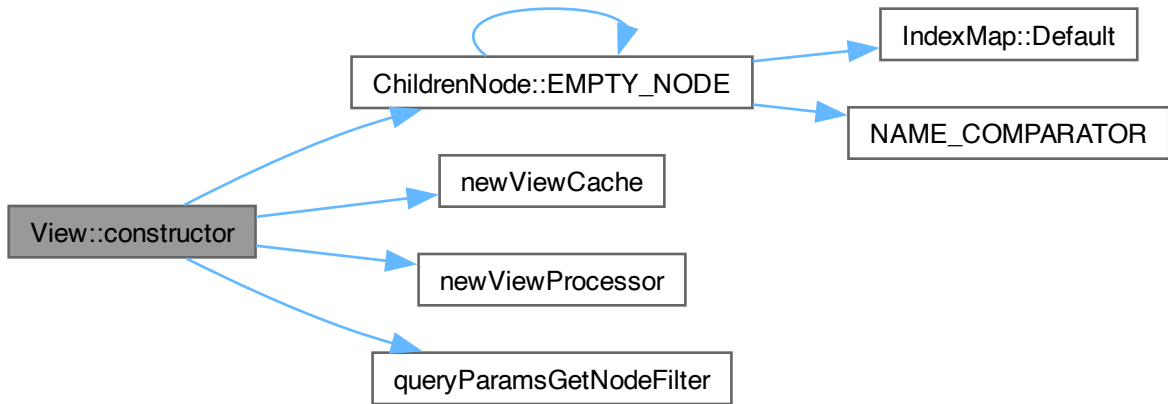 IndexMap::Default
ChildrenNode::EMPTY_NODE
NAME_COMPARATOR
newViewCache
View::constructor
newViewProcessor
queryParamsGetNodeFilter